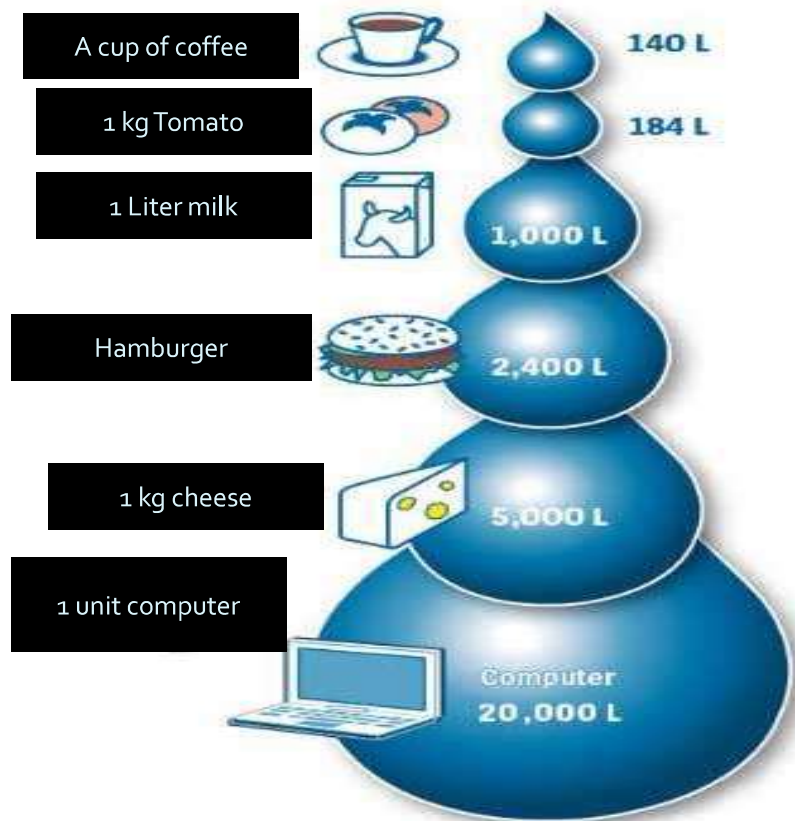 A cup of coffee
140 L
1 kg Tomato
184 L
1 Liter milk
1,000 L
Hamburger
2,400 L
1 kg cheese
5,000 L
1 unit computer
Computer
20,000 L